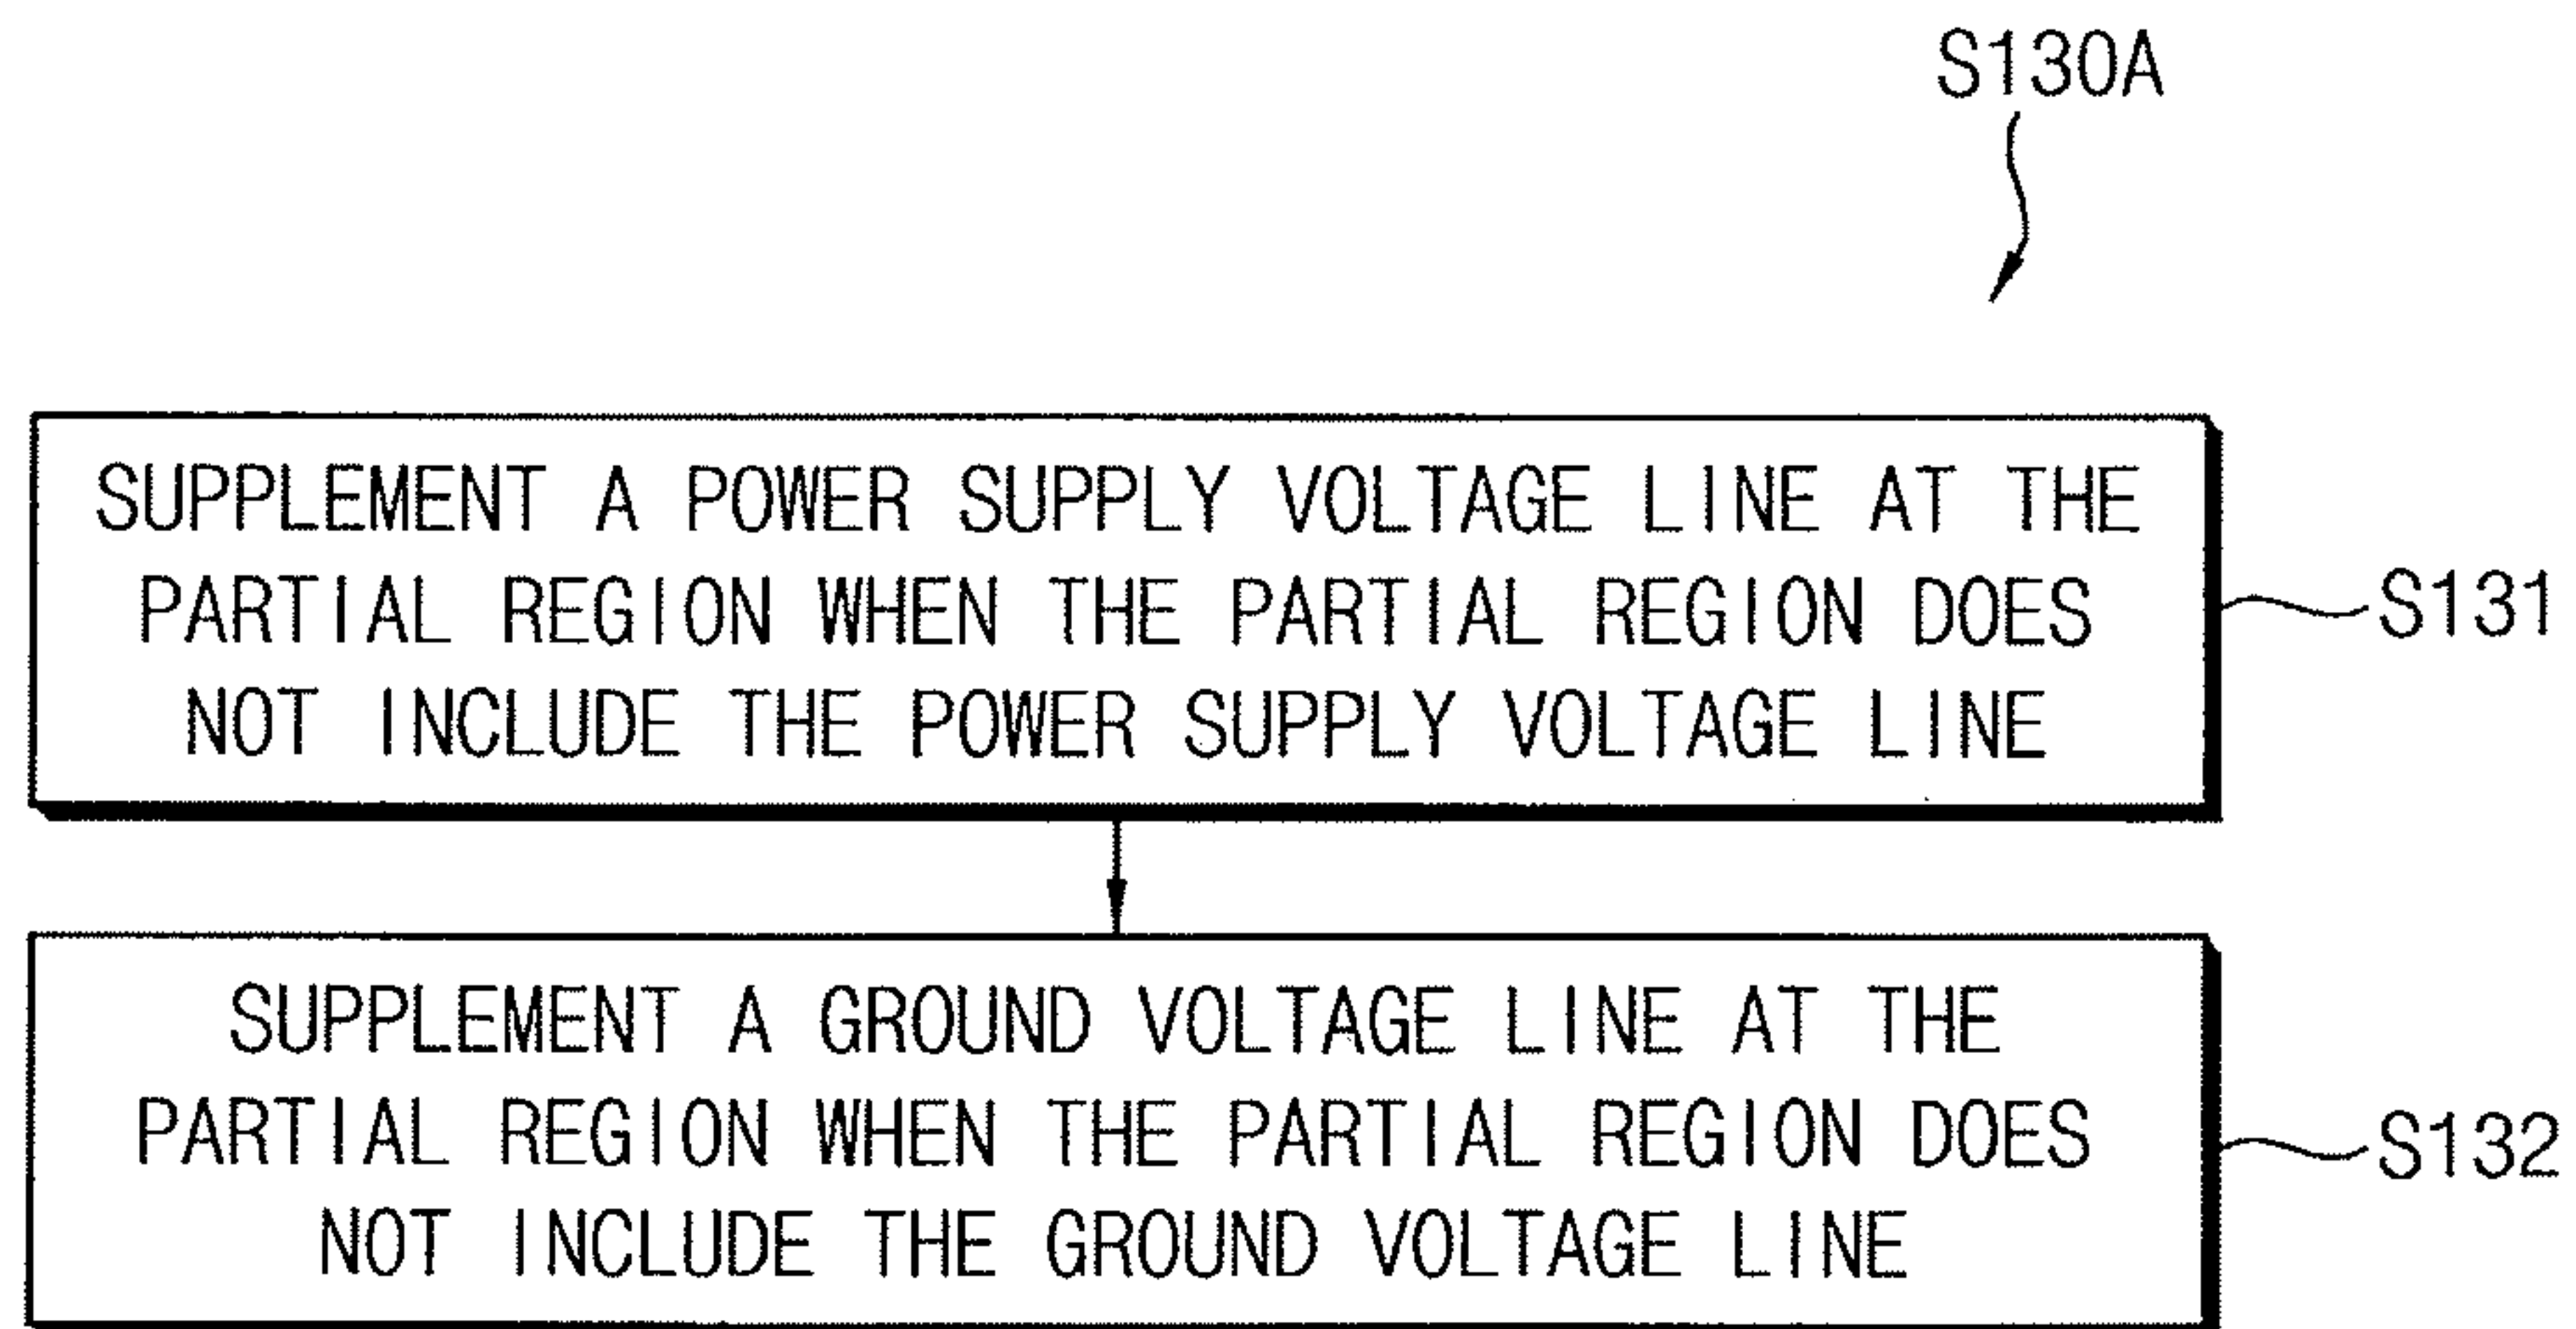 S130A
SUPPLEMENT A POWER SUPPLY VOLTAGE LINE AT THE
PARTIAL REGION WHEN THE PARTIAL REGION DOES
NOT INCLUDE THE POWER SUPPLY VOLTAGE LINE
S131
SUPPLEMENT A GROUND VOLTAGE LINE AT THE
PARTIAL REGION WHEN THE PARTIAL REGION DOES
NOT INCLUDE THE GROUND VOLTAGE LINE
S132